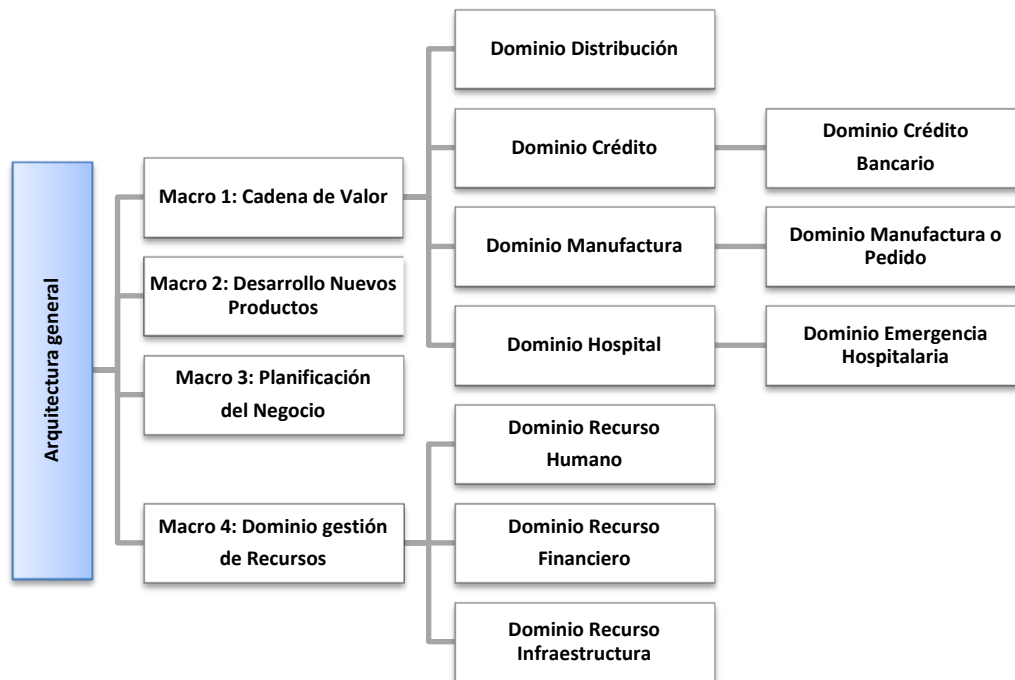 Arquitectura general
Macro 1: Cadena de Valor
Macro 2: Desarrollo Nuevos
Productos
Macro 3: Planificación
del Negocio
Macro 4: Dominio gestión
de Recursos
Dominio Distribución
Dominio Crédito
Dominio Manufactura
Dominio Hospital
Dominio Recurso
Humano
Dominio Recurso
Financiero
Dominio Recurso
Infraestructura
Dominio Crédito
Bancario
Dominio Manufactura o
Pedido
Dominio Emergencia
Hospitalaria